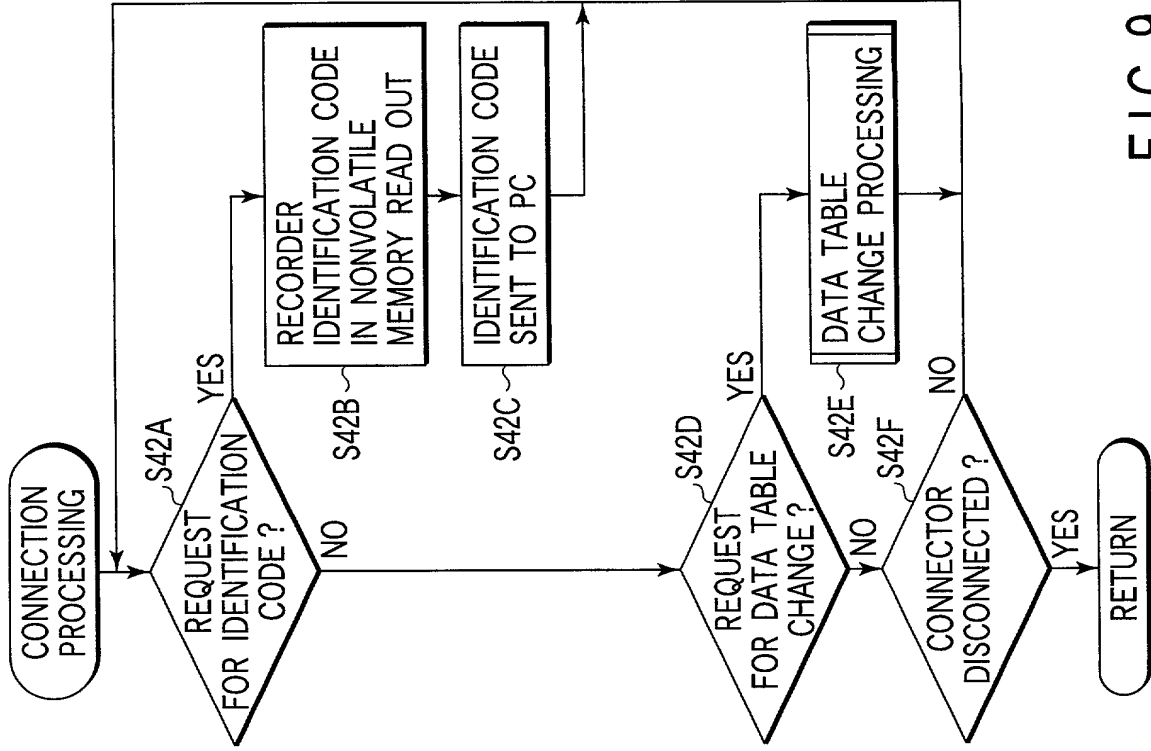 CONNECTION
PROCESSING
S42A
REQUEST
FOR IDENTIFICATION
CODE?
YES
NO
S42B
RECORDER
IDENTIFICATION CODE
IN NONVOLATILE
MEMORY READ OUT
S42C
IDENTIFICATION CODE
SENT TO PC
S42D
REQUEST
FOR DATA TABLE
CHANGE?
YES
NO
S42E
DATA TABLE
CHANGE PROCESSING
S42F
CONNECTOR
DISCONNECTED?
NO
YES
RETURN